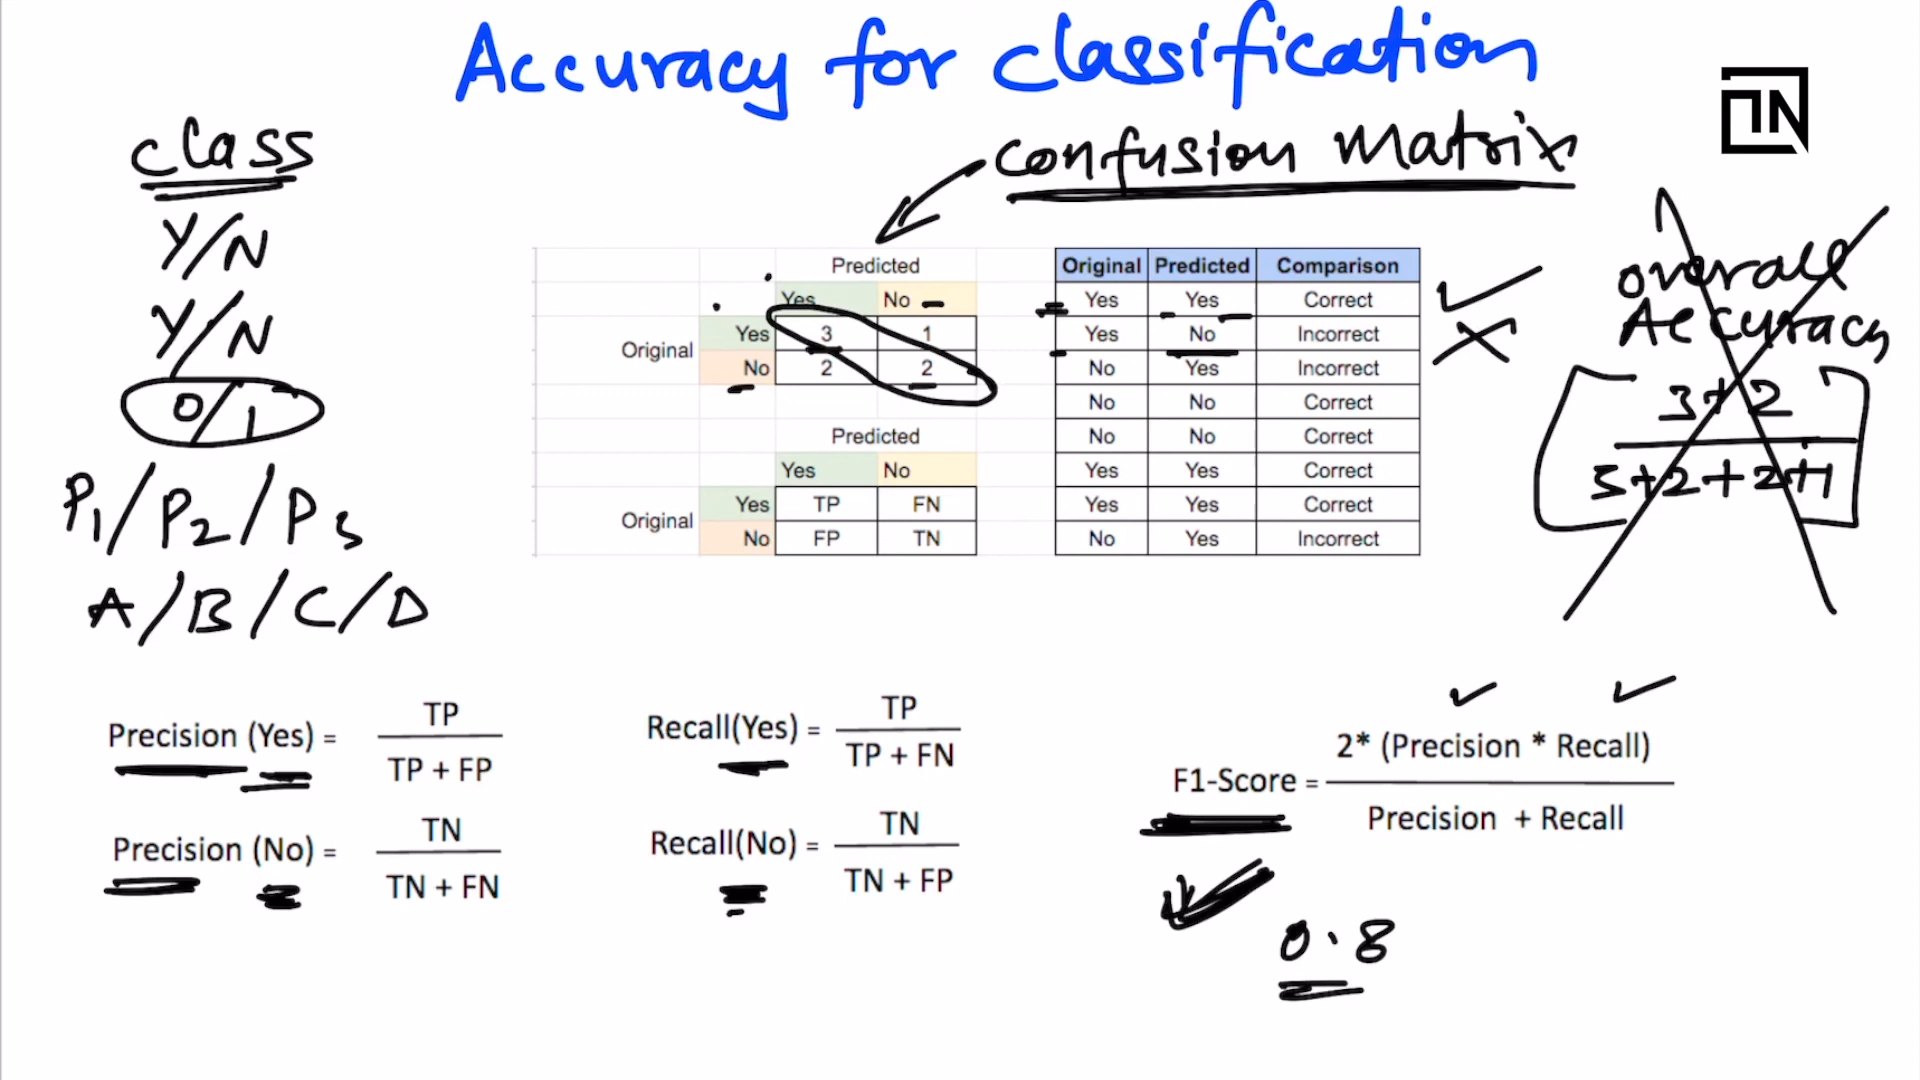 Accuracy for classification
class
Y/N
Y/N
0/1
P1/P2/P3
A/B/C/D
confusion Matrix
Predicted
Yes No
Original Yes 3 1
No 2 2
Predicted
Yes No
Original Yes TP FN
No FP TN
Original Predicted Comparison
Yes Yes Correct
Yes No Incorrect
No Yes Incorrect
No No Correct
No No Correct
Yes Yes Correct
Yes Yes Correct
No Yes Incorrect
overall
Accuracy
3+2
3+2+2+1
Precision (Yes) = TP
TP + FP
Precision (No) = TN
TN + FN
Recall(Yes) = TP
TP + FN
Recall(No) = TN
TN + FP
F1-Score = 2* (Precision * Recall)
Precision + Recall
0.8